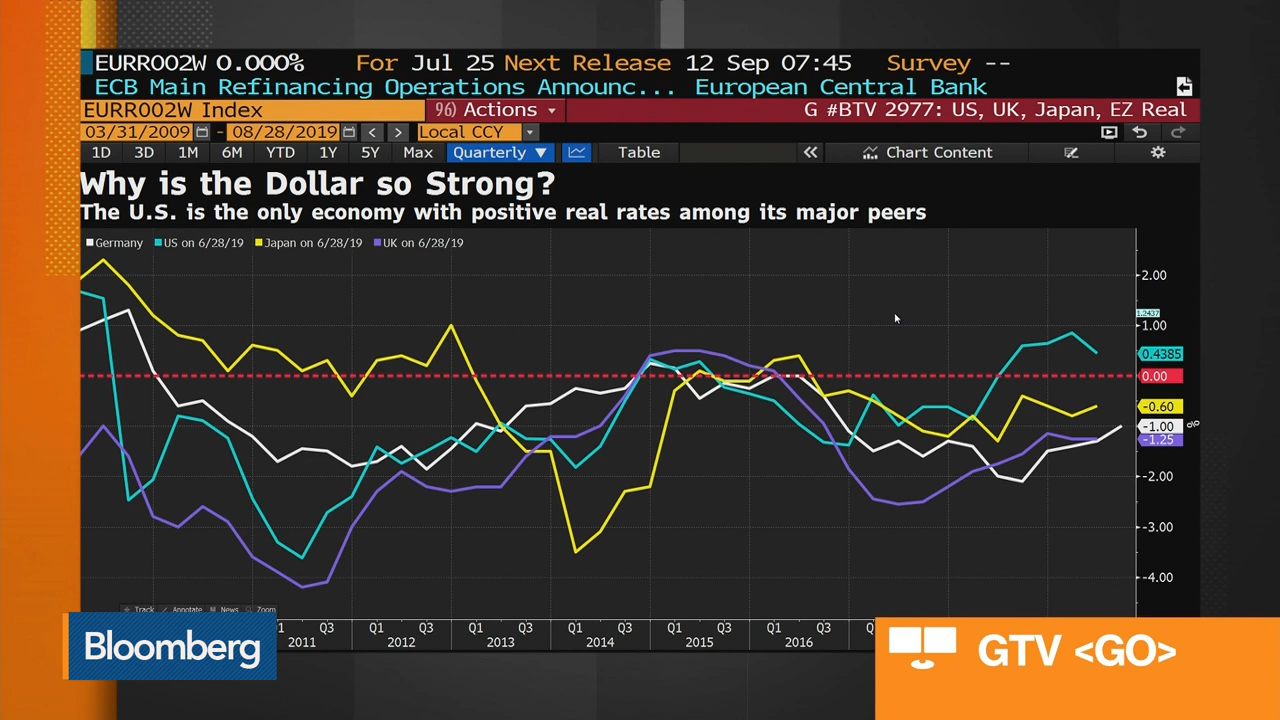 EURR002W 0.000% For Jul 25 Next Release 12 Sep 07:45 Survey --
ECB Main Refinancing Operations Announc... European Central Bank
EURR002W Index 96) Actions G #BTV 2977: US, UK, Japan, EZ Real
03/31/2009 - 08/28/2019 < > Local CCY
1D 3D 1M 6M YTD 1Y 5Y Max Quarterly Table Chart Content
Why is the Dollar so Strong?
The U.S. is the only economy with positive real rates among its major peers
Germany US on 6/28/19 Japan on 6/28/19 UK on 6/28/19
2.00
1.2437
1.00
0.4385
0.00
-0.60
-1.00
-1.25
-2.00
-3.00
-4.00
Track Annotate News Zoom
Q3 Q1 Q3 Q1 Q3 Q1 Q3 Q1 Q3 Q1 Q3
2011 2012 2013 2014 2015 2016
Bloomberg
GTV <GO>